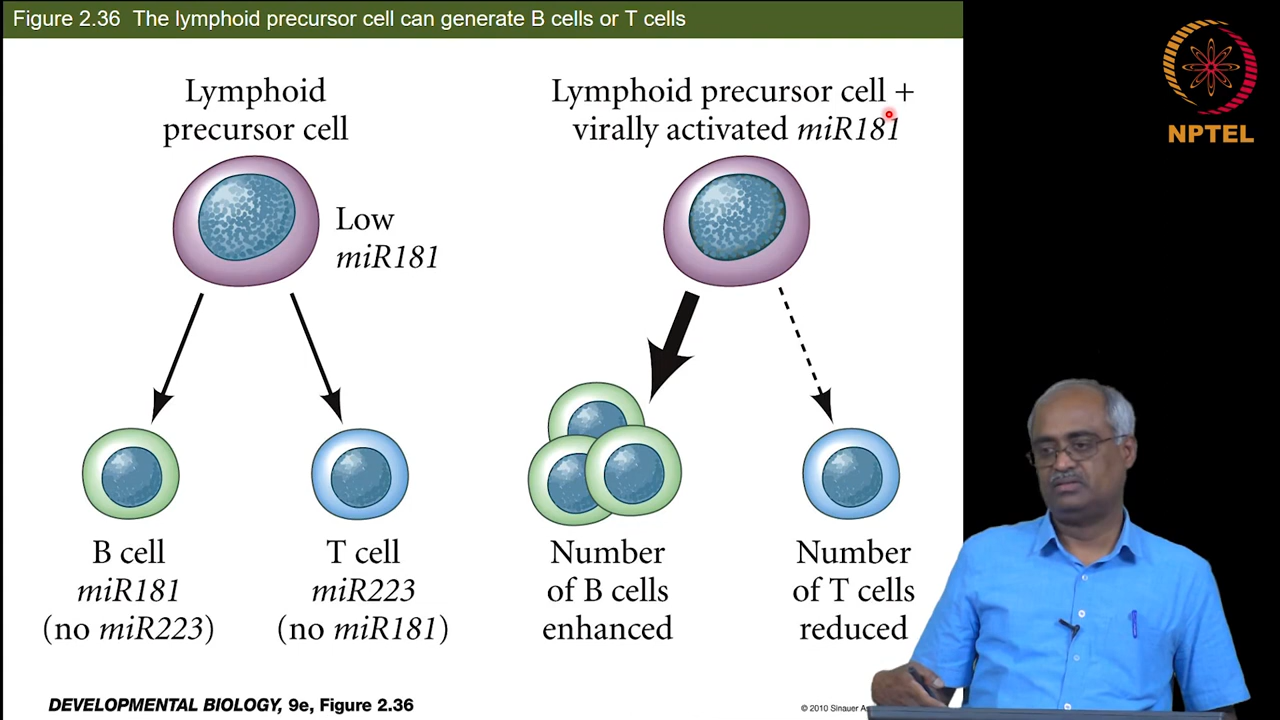 Figure 2.36 The lymphoid precursor cell can generate B cells or T cells
NPTEL
Lymphoid
precursor cell
Low
miR181
B cell
miR181
(no miR223)
T cell
miR223
(no miR181)
Lymphoid precursor cell +
virally activated miR181
Number
of B cells
enhanced
Number
of T cells
reduced
DEVELOPMENTAL BIOLOGY, 9e, Figure 2.36
© 2010 Sinauer